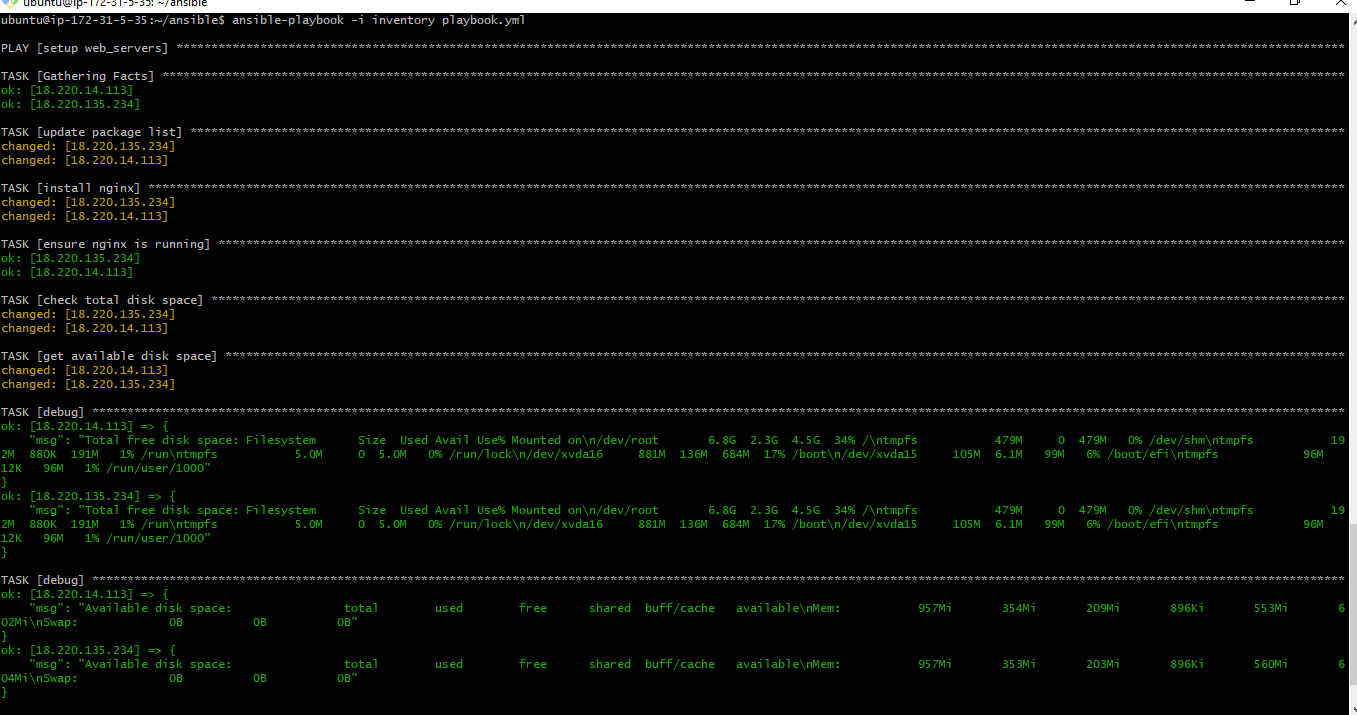 ubuntu@ip-172-31-5-35: ~/ansible
ubuntu@ip-172-31-5-35:~/ansible$ ansible-playbook -i inventory playbook.yml
PLAY [setup web_servers] ****************************************************************************************************
TASK [Gathering Facts] ****************************************************************************************************
ok: [18.220.14.113]
ok: [18.220.135.234]
TASK [update package list] ****************************************************************************************************
changed: [18.220.135.234]
changed: [18.220.14.113]
TASK [install nginx] ****************************************************************************************************
changed: [18.220.135.234]
changed: [18.220.14.113]
TASK [ensure nginx is running] ****************************************************************************************************
ok: [18.220.135.234]
ok: [18.220.14.113]
TASK [check total disk space] ****************************************************************************************************
changed: [18.220.135.234]
changed: [18.220.14.113]
TASK [get available disk space] ****************************************************************************************************
changed: [18.220.14.113]
changed: [18.220.135.234]
TASK [debug] ****************************************************************************************************
ok: [18.220.14.113] => {
    "msg": "Total free disk space: Filesystem      Size  Used Avail Use% Mounted on\n/dev/root       6.8G  2.3G  4.5G  34% /\ntmpfs           479M     0  479M   0% /dev/shm\ntmpfs           19
2M  880K  191M   1% /run\ntmpfs           5.0M     0  5.0M   0% /run/lock\n/dev/xvda16     881M  136M  684M  17% /boot\n/dev/xvda15     105M  6.1M   99M   6% /boot/efi\ntmpfs            96M
12K   96M   1% /run/user/1000"
}
ok: [18.220.135.234] => {
    "msg": "Total free disk space: Filesystem      Size  Used Avail Use% Mounted on\n/dev/root       6.8G  2.3G  4.5G  34% /\ntmpfs           479M     0  479M   0% /dev/shm\ntmpfs           19
2M  880K  191M   1% /run\ntmpfs           5.0M     0  5.0M   0% /run/lock\n/dev/xvda16     881M  136M  684M  17% /boot\n/dev/xvda15     105M  6.1M   99M   6% /boot/efi\ntmpfs            96M
12K   96M   1% /run/user/1000"
}
TASK [debug] ****************************************************************************************************
ok: [18.220.14.113] => {
    "msg": "Available disk space:                total        used        free      shared  buff/cache   available\nMem:           957Mi       354Mi       209Mi       896Ki       553Mi       6
02Mi\nSwap:             0B          0B          0B"
}
ok: [18.220.135.234] => {
    "msg": "Available disk space:                total        used        free      shared  buff/cache   available\nMem:           957Mi       353Mi       203Mi       896Ki       560Mi       6
04Mi\nSwap:             0B          0B          0B"
}